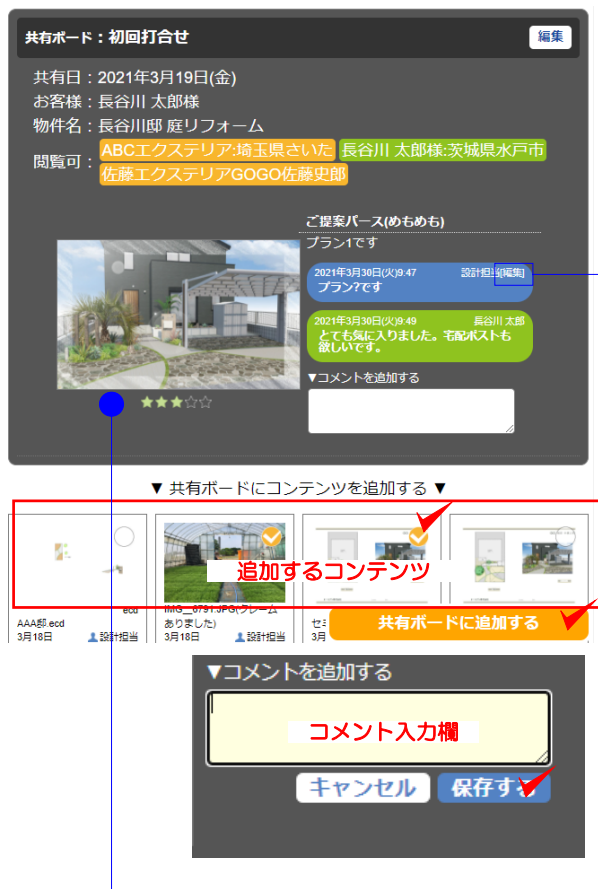 共有ボード：初回打合せ
編集
共有日：2021年3月19日(金)
お客様：長谷川 太郎様
物件名：長谷川邸 庭リフォーム
閲覧可：
ABCエクステリア:埼玉県さいた
長谷川 太郎様:茨城県水戸市
佐藤エクステリアGOGO佐藤史郎
ご提案パース(めもめも)
プラン1です
2021年3月30日(火)9:47 設計担当[編集]
プラン?です
2021年3月30日(火)9:49 長谷川 太郎
とても気に入りました。宅配ポストも
欲しいです。
▼コメントを追加する
★★★☆☆
▼ 共有ボードにコンテンツを追加する ▼
追加するコンテンツ
ecd
AAA邸.ecd
3月18日 設計担当
IMG__6791.JPG(クレーム
ありました)
3月18日 設計担当
セミ
3月
共有ボードに追加する
▼コメントを追加する
コメント入力欄
キャンセル
保存する